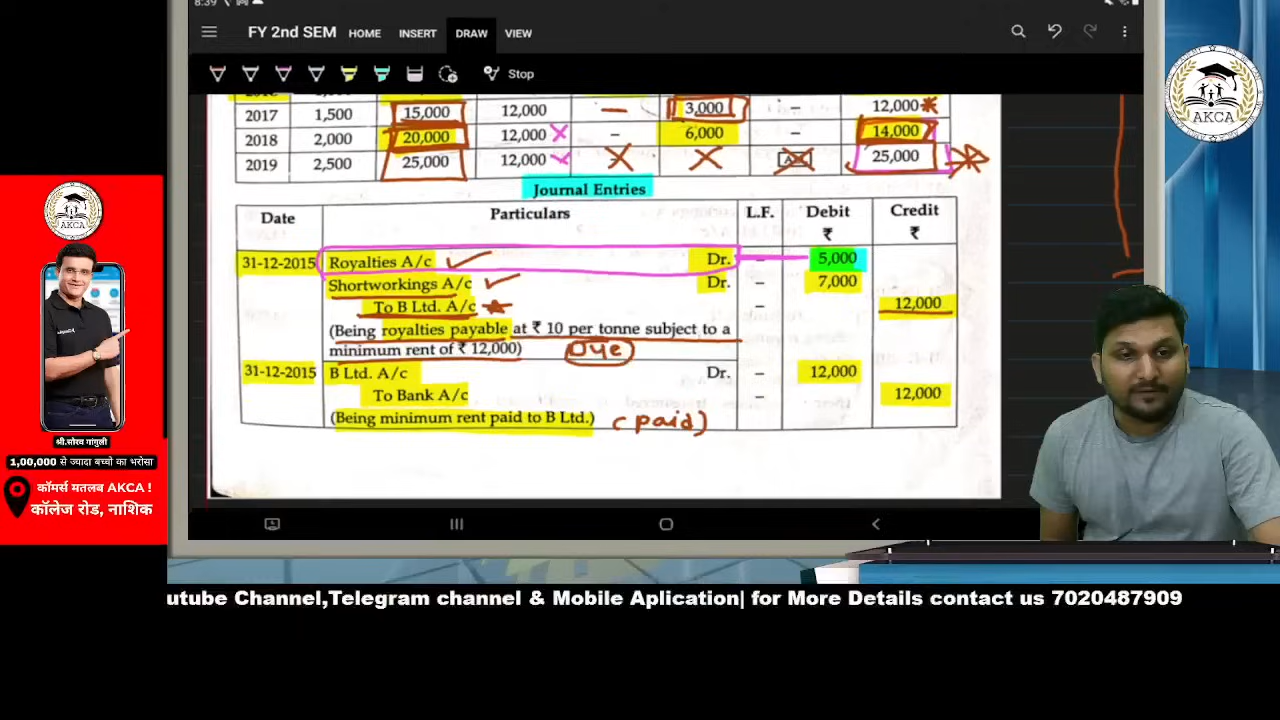 8:39
FY 2nd SEM HOME INSERT DRAW VIEW
Stop
2017 1,500 15,000 12,000 – 3,000 – 12,000*
2018 2,000 20,000 12,000 – 6,000 – 14,000
2019 2,500 25,000 12,000 25,000
Journal Entries
Date Particulars L.F. Debit ₹ Credit ₹
31-12-2015 Royalties A/c Dr. – 5,000
Shortworkings A/c Dr. – 7,000
To B Ltd. A/c – 12,000
(Being royalties payable at ₹ 10 per tonne subject to a
minimum rent of ₹ 12,000) Due
31-12-2015 B Ltd. A/c Dr. – 12,000
To Bank A/c – 12,000
(Being minimum rent paid to B Ltd.) (paid)
AKCA
AKCA
श्री.सौरव गांगुली
1,00,000 से ज्यादा बच्चो का भरोसा
कॉमर्स मतलब AKCA !
कॉलेज रोड, नाशिक
utube Channel,Telegram channel & Mobile Aplication| for More Details contact us 7020487909